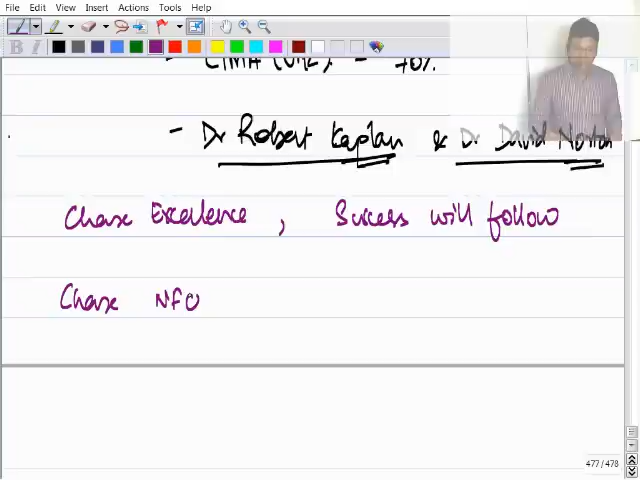 File Edit View Insert Actions Tools Help
B I U
- CIMA (UK). - 70%
- Dr Robert Kaplan & Dr David Norton
Chase Excellence, Success will follow
Chase NFO
477 / 478